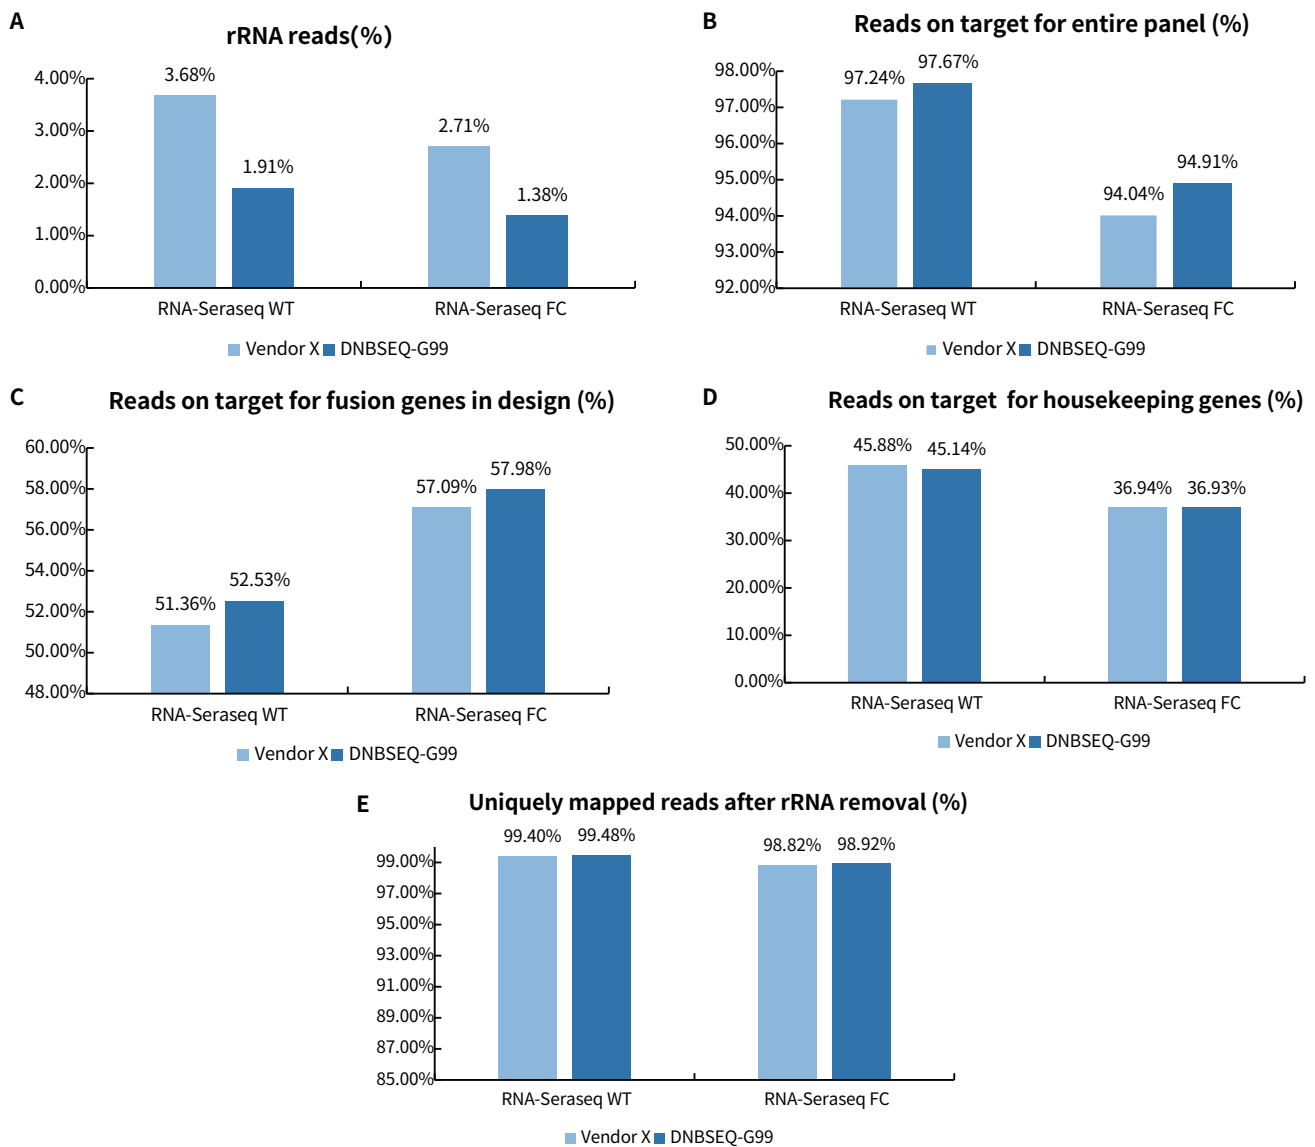 A
rRNA reads(%)
4.00%
3.00%
2.00%
1.00%
0.00%
3.68%
1.91%
2.71%
1.38%
RNA-Seraseq WT
RNA-Seraseq FC
Vendor X DNBSEQ-G99
B
Reads on target for entire panel (%)
98.00%
97.00%
96.00%
95.00%
94.00%
93.00%
92.00%
97.24%
97.67%
94.04%
94.91%
RNA-Seraseq WT
RNA-Seraseq FC
Vendor X DNBSEQ-G99
C
Reads on target for fusion genes in design (%)
60.00%
58.00%
56.00%
54.00%
52.00%
50.00%
48.00%
51.36%
52.53%
57.09%
57.98%
RNA-Seraseq WT
RNA-Seraseq FC
Vendor X DNBSEQ-G99
D
Reads on target for housekeeping genes (%)
50.00%
40.00%
30.00%
20.00%
10.00%
0.00%
45.88%
45.14%
36.94%
36.93%
RNA-Seraseq WT
RNA-Seraseq FC
Vendor X DNBSEQ-G99
E
Uniquely mapped reads after rRNA removal (%)
99.00%
97.00%
95.00%
93.00%
91.00%
89.00%
87.00%
85.00%
99.40%
99.48%
98.82%
98.92%
RNA-Seraseq WT
RNA-Seraseq FC
Vendor X DNBSEQ-G99